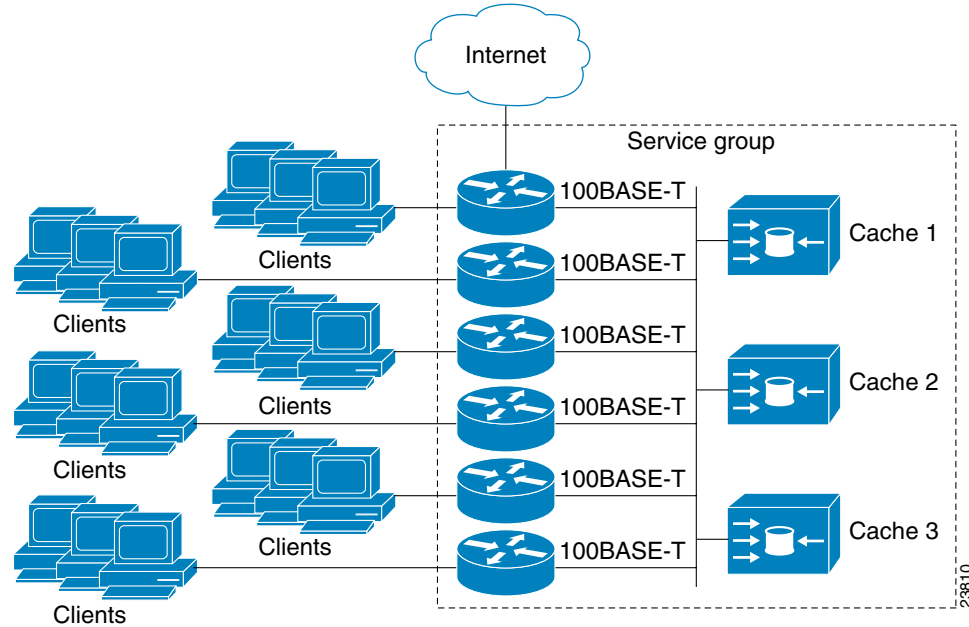 Internet
Service group
100BASE-T
Cache 1
Clients
100BASE-T
Clients
100BASE-T
Cache 2
Clients
100BASE-T
Clients
100BASE-T
Cache 3
Clients
100BASE-T
Clients
23810